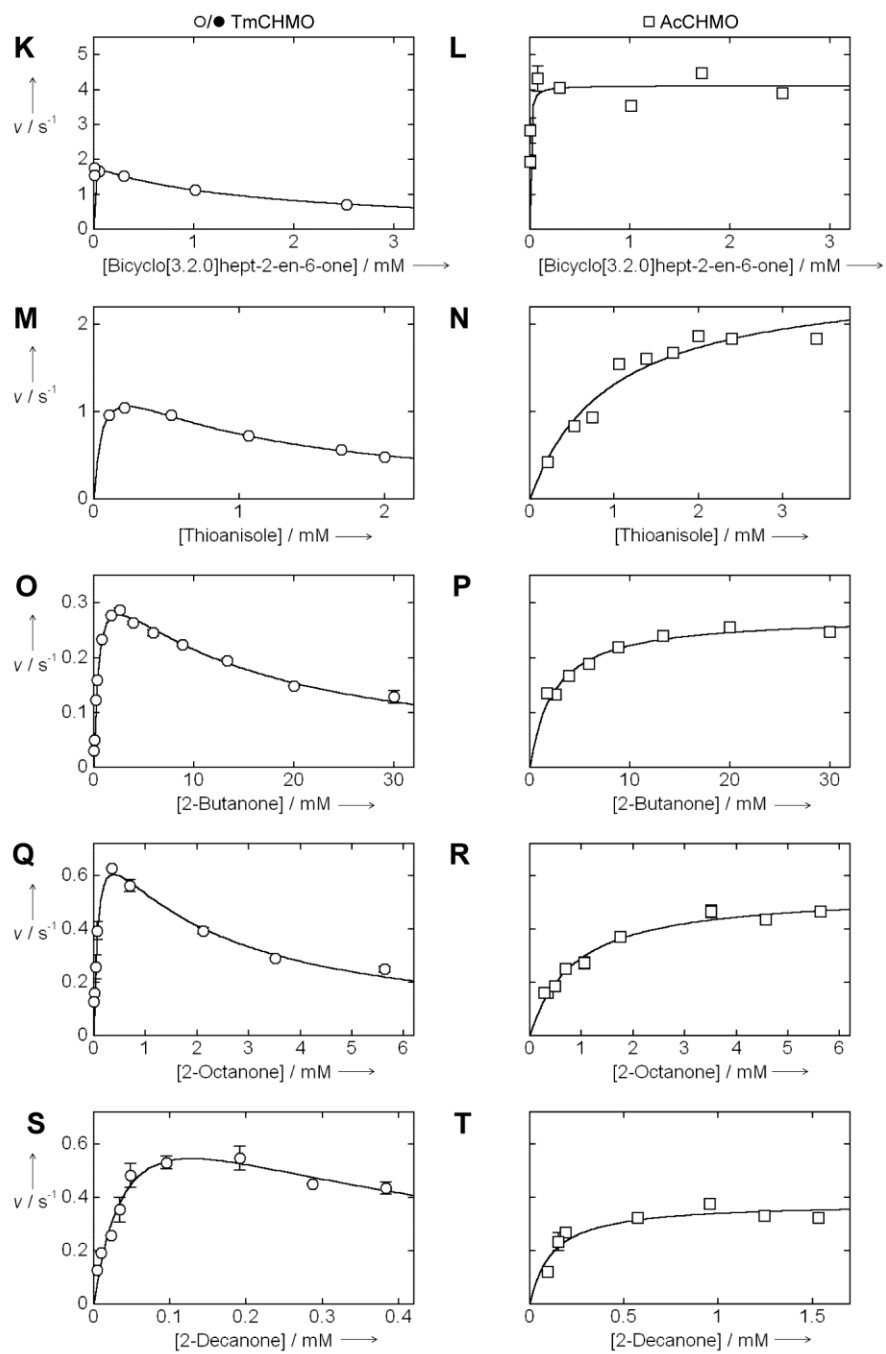 ○/● TmCHMO □ AcCHMO
K L
5
4
3
2
1
0
v / s⁻¹
0 1 2 3 0 1 2 3
[Bicyclo[3.2.0]hept-2-en-6-one] / mM ⟶ [Bicyclo[3.2.0]hept-2-en-6-one] / mM ⟶
M N
2
1
0
v / s⁻¹
0 1 2 0 1 2 3
[Thioanisole] / mM ⟶ [Thioanisole] / mM ⟶
O P
0.3
0.2
0.1
0
v / s⁻¹
0 10 20 30 0 10 20 30
[2-Butanone] / mM ⟶ [2-Butanone] / mM ⟶
Q R
0.6
0.4
0.2
0
v / s⁻¹
0 1 2 3 4 5 6 0 1 2 3 4 5 6
[2-Octanone] / mM ⟶ [2-Octanone] / mM ⟶
S T
0.6
0.4
0.2
0
v / s⁻¹
0 0.1 0.2 0.3 0.4 0 0.5 1 1.5
[2-Decanone] / mM ⟶ [2-Decanone] / mM ⟶